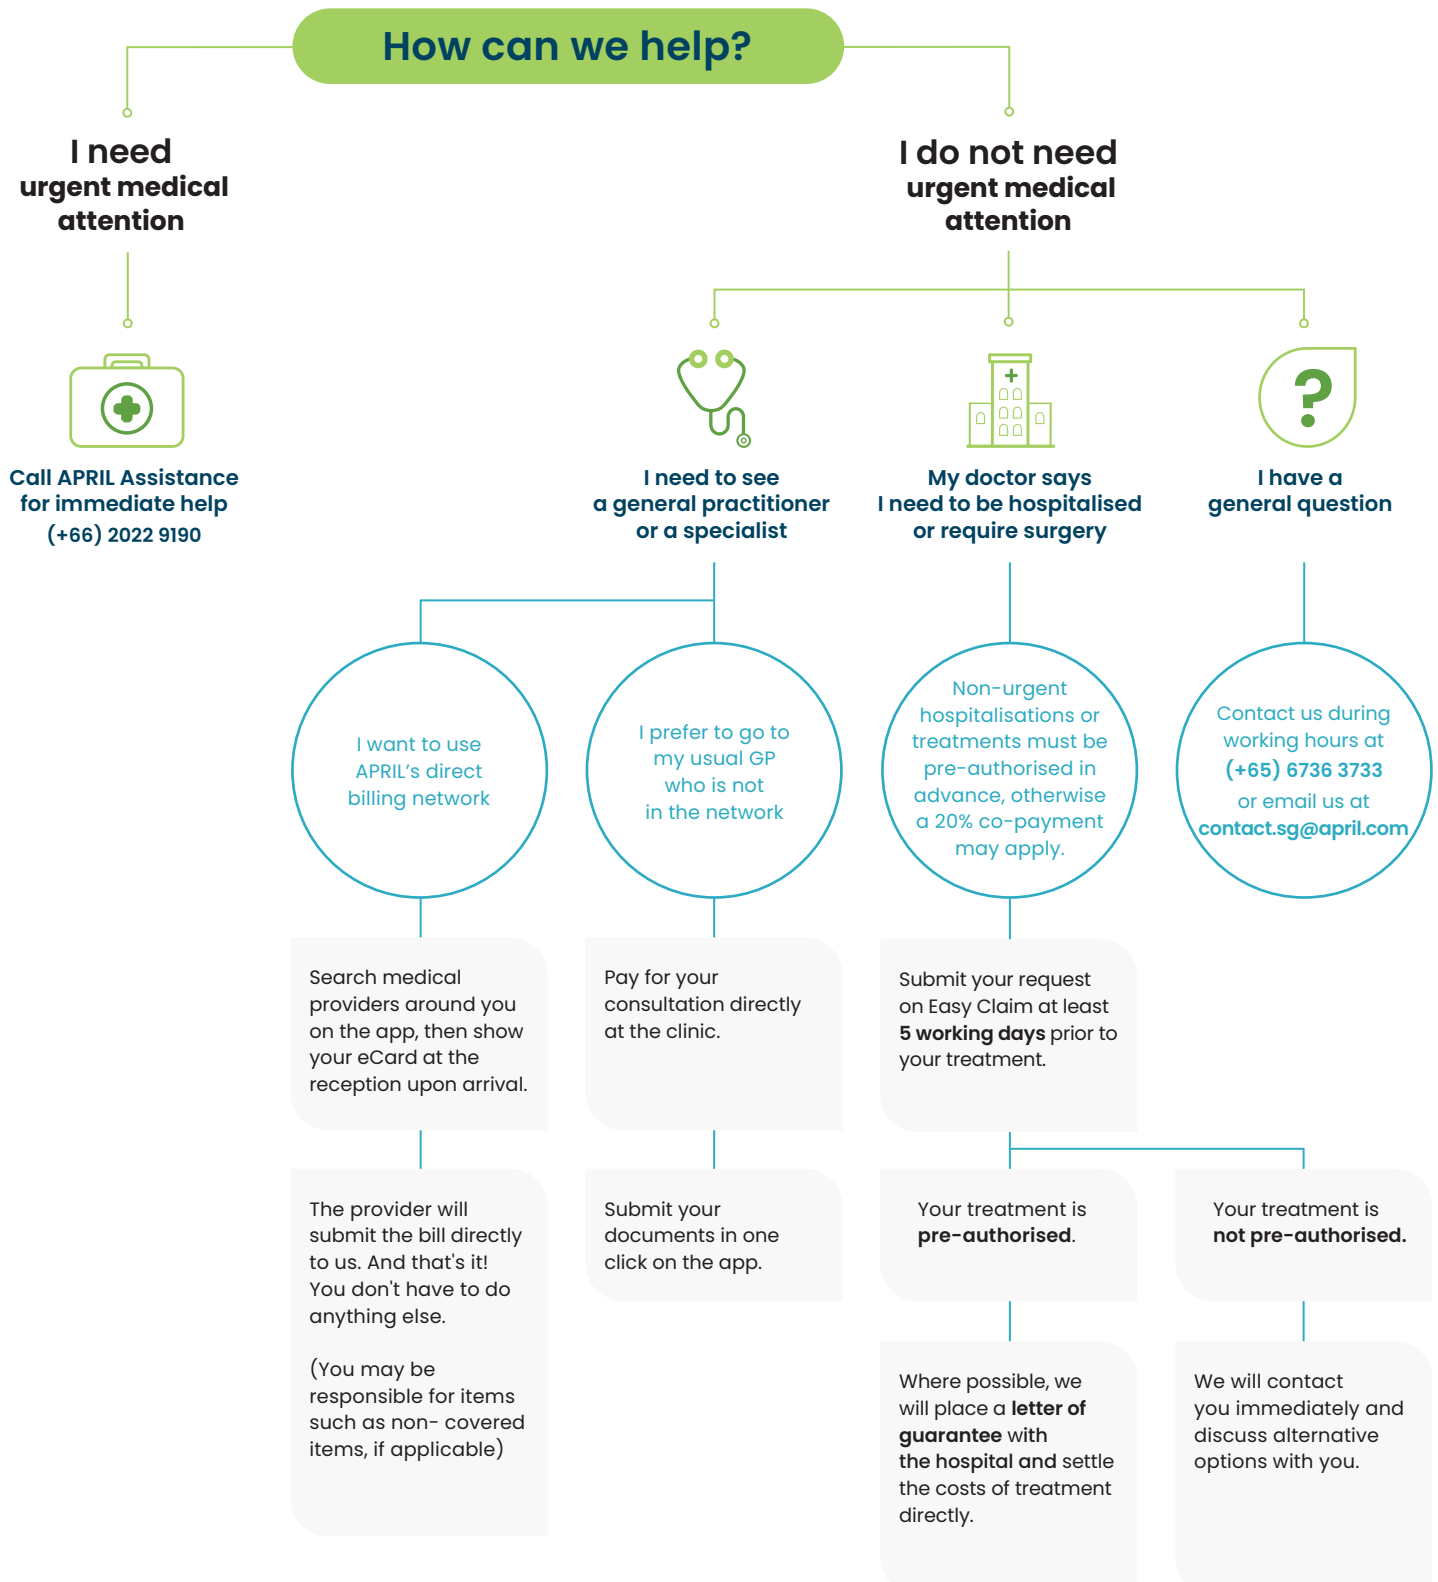 How can we help?
I need
urgent medical
attention
I do not need
urgent medical
attention
Call APRIL Assistance
for immediate help
(+66) 2022 9190
I need to see
a general practitioner
or a specialist
My doctor says
I need to be hospitalised
or require surgery
?
I have a
general question
I want to use
APRIL's direct
billing network
I prefer to go to
my usual GP
who is not
in the network
Non-urgent
hospitalisations or
treatments must be
pre-authorised in
advance, otherwise
a 20% co-payment
may apply.
Contact us during
working hours at
(+65) 6736 3733
or email us at
contact.sg@april.com
Search medical
providers around you
on the app, then show
your eCard at the
reception upon arrival.
Pay for your
consultation directly
at the clinic.
Submit your request
on Easy Claim at least
5 working days prior to
your treatment.
The provider will
submit the bill directly
to us. And that's it!
You don't have to do
anything else.
(You may be
responsible for items
such as non- covered
items, if applicable)
Submit your
documents in one
click on the app.
Your treatment is
pre-authorised.
Your treatment is
not pre-authorised.
Where possible, we
will place a letter of
guarantee with
the hospital and settle
the costs of treatment
directly.
We will contact
you immediately and
discuss alternative
options with you.